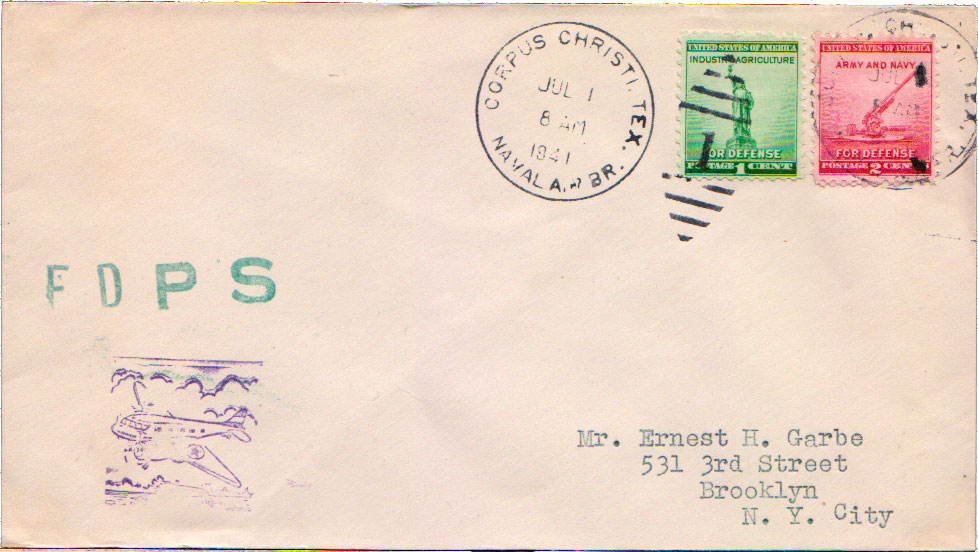 CORPUS CHRISTI, TEX.
JUL 1
8 AM
1941
NAVAL AIR BR.
UNITED STATES OF AMERICA
INDUSTRY AGRICULTURE
FOR DEFENSE
POSTAGE 1 CENT
UNITED STATES OF AMERICA
ARMY AND NAVY
FOR DEFENSE
POSTAGE 2 CENTS
F D P S
Mr. Ernest H. Garbe
531 3rd Street
Brooklyn
N. Y. City